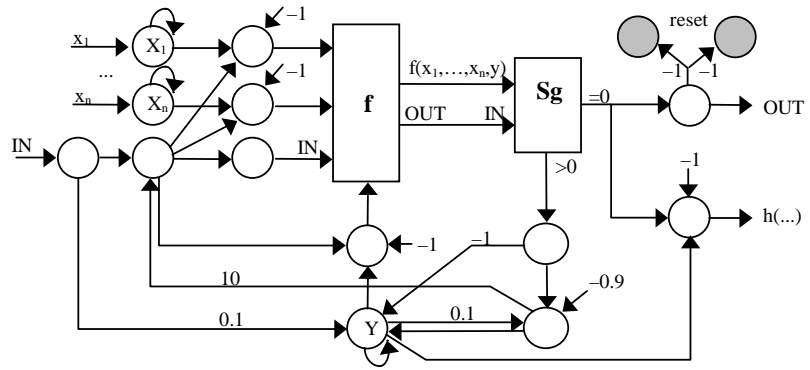 −1
reset
x1
X1
−1
−1
−1
...
f(x1,…,xn,y)
Sg
xn
Xn
f
=0
OUT
OUT
IN
IN
IN
>0
−1
h(...)
−1
−1
−0.9
10
0.1
0.1
Y